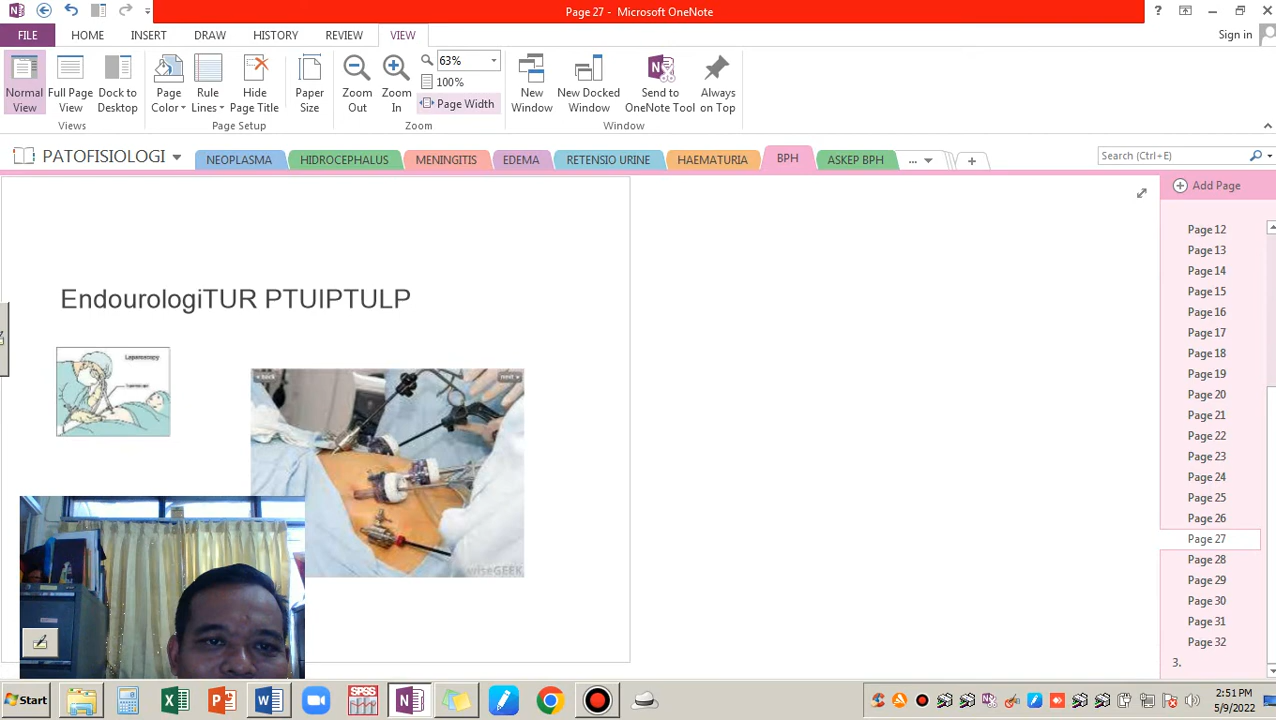 Page 27 - Microsoft OneNote
?
FILE
HOME
INSERT
DRAW
HISTORY
REVIEW
VIEW
Sign in
Normal View
Full Page View
Dock to Desktop
Page Color
Rule Lines
Hide Page Title
Paper Size
Zoom Out
Zoom In
63%
100%
Page Width
New Window
New Docked Window
Send to OneNote Tool
Always on Top
Views
Page Setup
Zoom
Window
PATOFISIOLOGI
NEOPLASMA
HIDROCEPHALUS
MENINGITIS
EDEMA
RETENSIO URINE
HAEMATURIA
BPH
ASKEP BPH
...
Search (Ctrl+E)
Add Page
EndourologiTUR PTUIPTULP
Laparoscopy
back
next
wiseGEEK
Page 12
Page 13
Page 14
Page 15
Page 16
Page 17
Page 18
Page 19
Page 20
Page 21
Page 22
Page 23
Page 24
Page 25
Page 26
Page 27
Page 28
Page 29
Page 30
Page 31
Page 32
3.
Start
SPSS
2:51 PM
5/9/2022